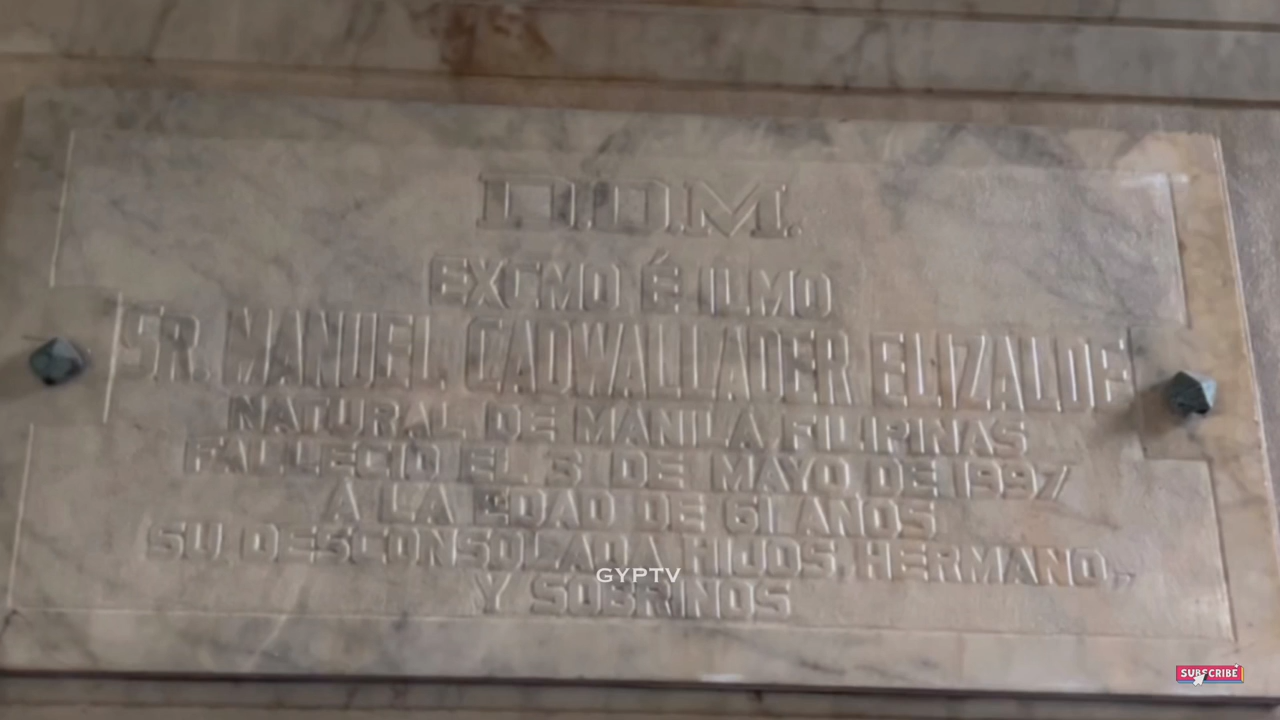 D.O.M.
EXCMO É ILMO
SR. MANUEL CADWALLADER ELIZALDE
NATURAL DE MANILA FILIPINAS
FALLECIO EL 3 DE MAYO DE 1997
A LA EDAD DE 61 AÑOS
SU, DESCONSOLADA HIJOS, HERMANO,
Y SOBRINOS
GYPTV
SUBSCRIBE